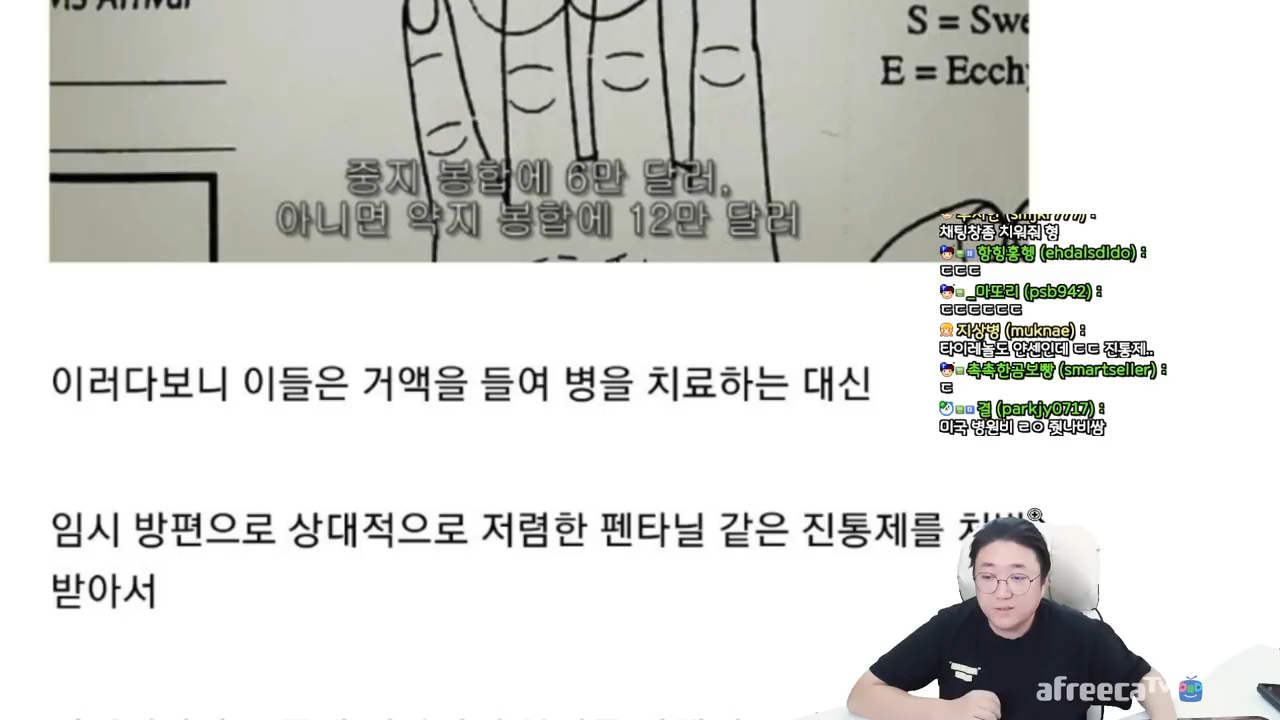 S = Swe
E = Ecch
중지 봉합에 6만 달러,
아니면 약지 봉합에 12만 달러
채팅창좀 치워줘 형
항힝홍헹 (ehdalsdldo) :
ㄷㄷㄷ
_마또리 (psb942) :
ㄷㄷㄷㄷㄷㄷ
지상병 (muknae) :
타이레놀도 얀센인데 ㄷㄷ 진통제..
촉촉한곰보빵 (smartseller) :
ㄷ
결 (parkjy0717) :
미국 병원비 ㄹㅇ 줫나비쌈
이러다보니 이들은 거액을 들여 병을 치료하는 대신
임시 방편으로 상대적으로 저렴한 펜타닐 같은 진통제를
받아서
afreecaTV